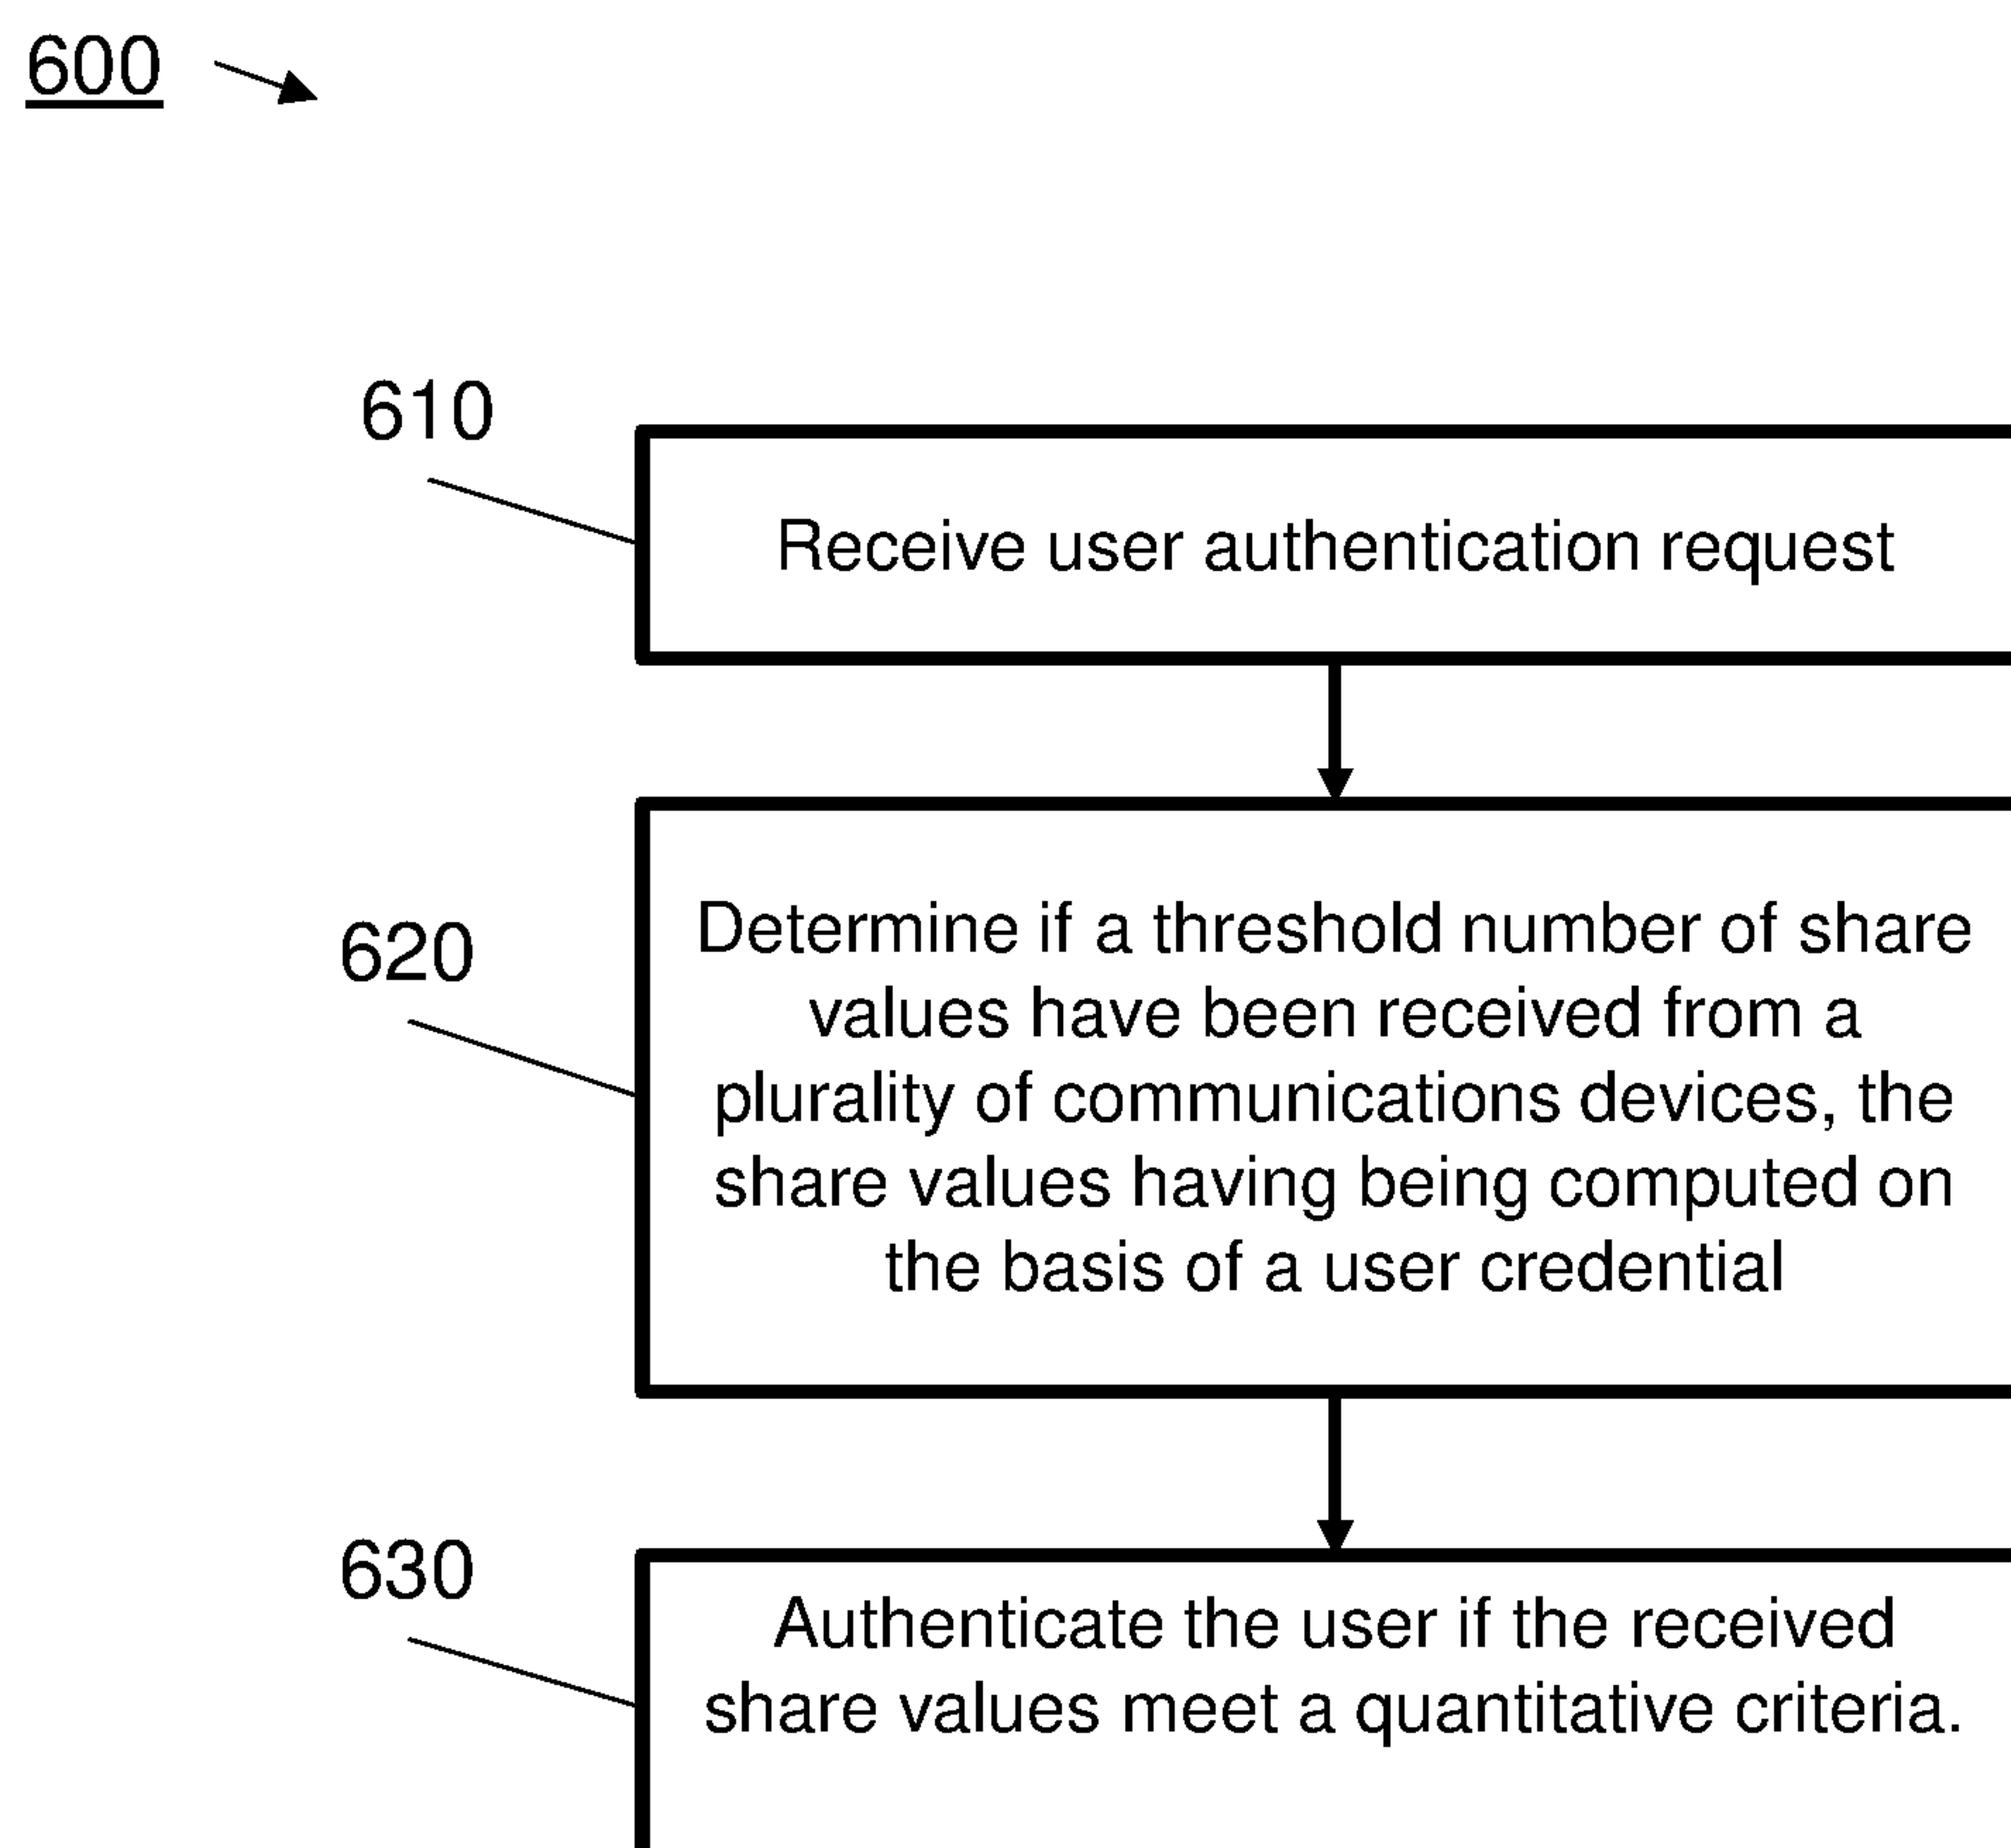 600
610
Receive user authentication request
620
Determine if a threshold number of share
values have been received from a
plurality of communications devices, the
share values having being computed on
the basis of a user credential
630
Authenticate the user if the received
share values meet a quantitative criteria.